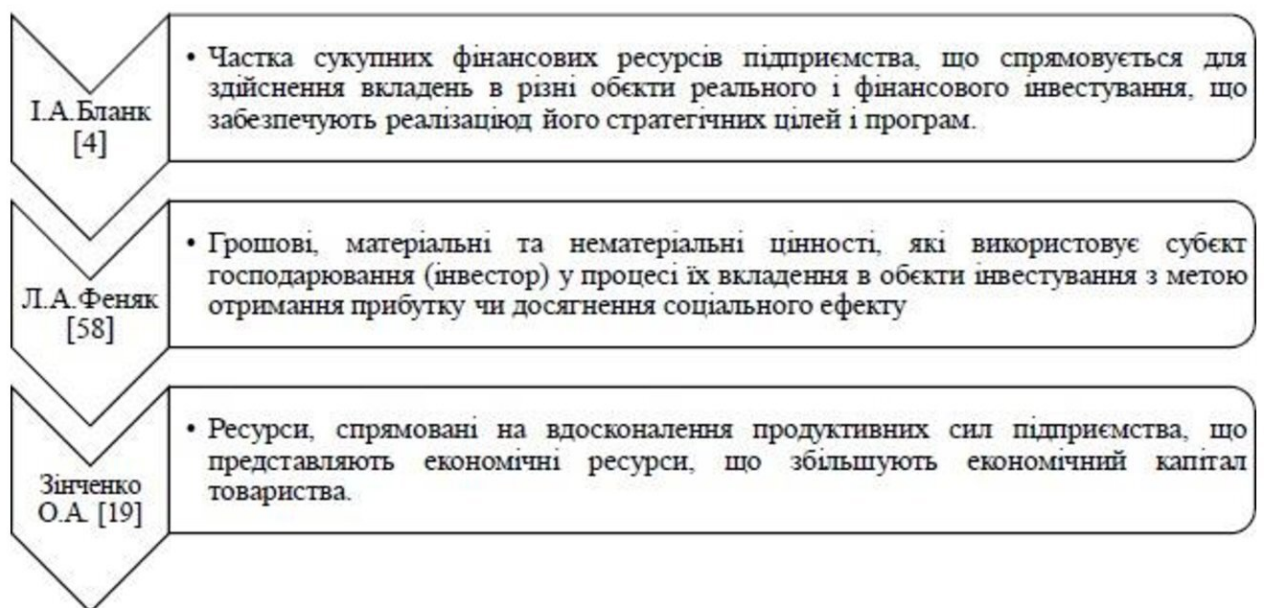 І.А.Бланк
[4]
• Частка сукупних фінансових ресурсів підприємства, що спрямовується для
здійснення вкладень в різні обєкти реального і фінансового інвестування, що
забезпечують реалізаціюд його стратегічних цілей і програм.
Л.А.Феняк
[58]
• Грошові, матеріальні та нематеріальні цінності, які використовує субєкт
господарювання (інвестор) у процесі їх вкладення в обєкти інвестування з метою
отримання прибутку чи досягнення соціального ефекту
Зінченко
О.А. [19]
• Ресурси, спрямовані на вдосконалення продуктивних сил підприємства, що
представляють економічні ресурси, що збільшують економічний капітал
товариства.